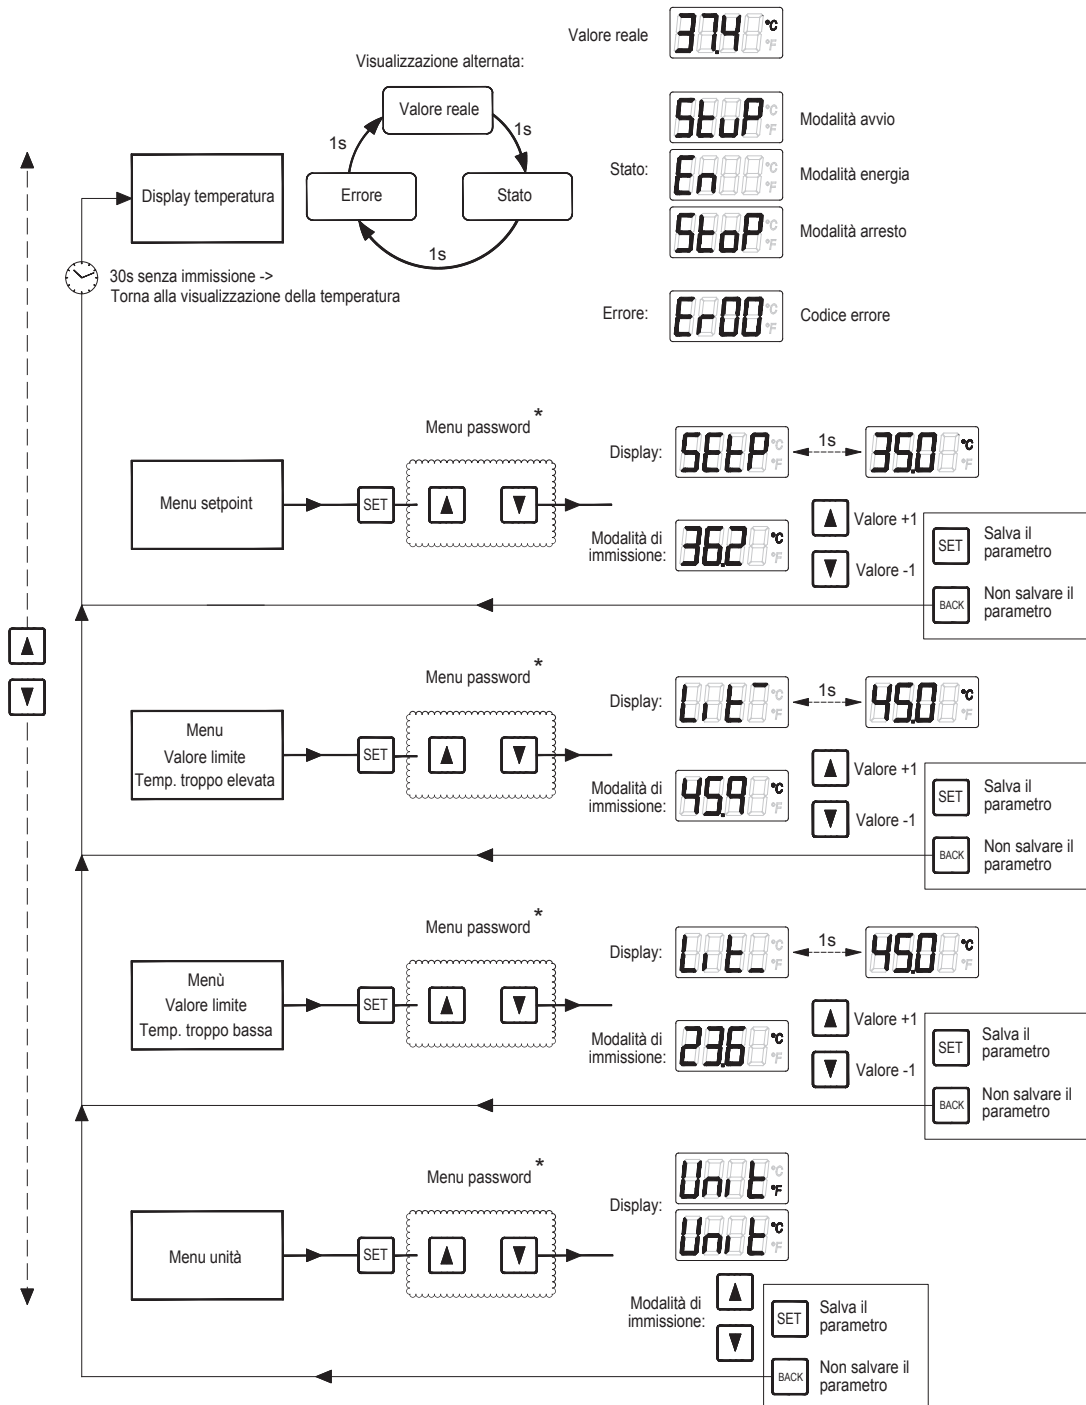 Valore reale
37.4 °C
°F
Visualizzazione alternata:
Valore reale
1s
1s
Errore
Stato
1s
Display temperatura
StuP °C
°F
Modalità avvio
Stato:
En °C
°F
Modalità energia
StoP °C
°F
Modalità arresto
30s senza immissione ->
Torna alla visualizzazione della temperatura
Errore:
Er00 °C
°F
Codice errore
Menu password *
Display:
SEtP °C
°F
1s
35.0 °C
°F
Menu setpoint
SET
Modalità di
immissione:
36.2 °C
°F
Valore +1
Valore -1
SET
Salva il
parametro
BACK
Non salvare il
parametro
Menu password *
Display:
Lit¯ °C
°F
1s
45.0 °C
°F
Menu
Valore limite
Temp. troppo elevata
SET
Modalità di
immissione:
45.9 °C
°F
Valore +1
Valore -1
SET
Salva il
parametro
BACK
Non salvare il
parametro
Menu password *
Display:
Lit_ °C
°F
1s
45.0 °C
°F
Menù
Valore limite
Temp. troppo bassa
SET
Modalità di
immissione:
23.6 °C
°F
Valore +1
Valore -1
SET
Salva il
parametro
BACK
Non salvare il
parametro
Menu password *
Display:
Unit °C
°F
Unit °C
°F
Menu unità
SET
Modalità di
immissione:
SET
Salva il
parametro
BACK
Non salvare il
parametro